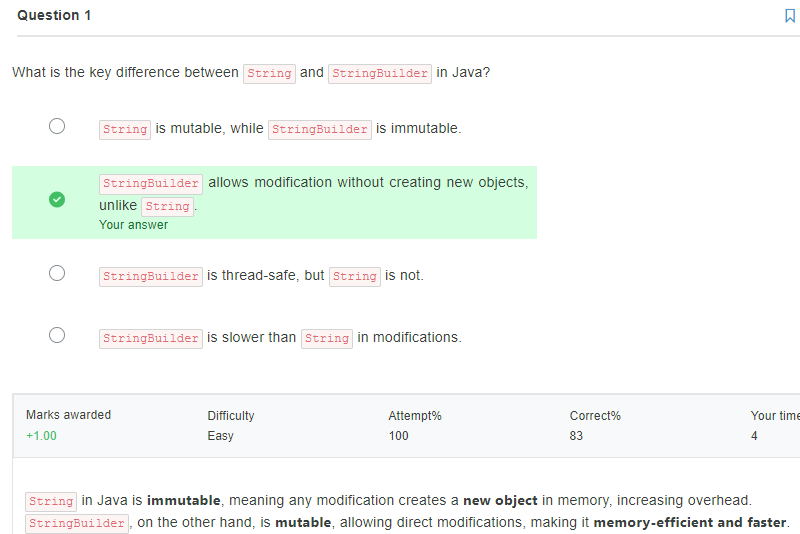 Question 1
What is the key difference between String and StringBuilder in Java?
String is mutable, while StringBuilder is immutable.
StringBuilder allows modification without creating new objects,
unlike String.
Your answer
StringBuilder is thread-safe, but String is not.
StringBuilder is slower than String in modifications.
Marks awarded Difficulty Attempt% Correct% Your time
+1.00 Easy 100 83 4
String in Java is immutable, meaning any modification creates a new object in memory, increasing overhead.
StringBuilder, on the other hand, is mutable, allowing direct modifications, making it memory-efficient and faster.